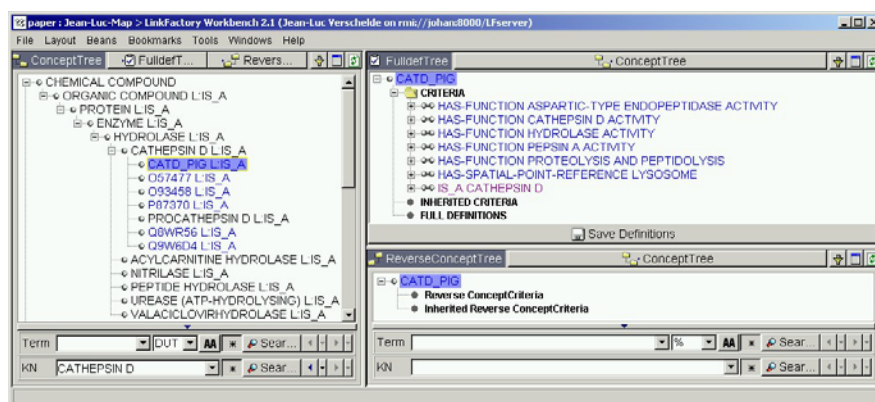 paper : Jean-Luc-Map > LinkFactory Workbench 2.1 (Jean-Luc Verschelde on rmi://johan:8000/LFserver)
File Layout Beans Bookmarks Tools Windows Help
ConceptTree FulldefT... Revers...
CHEMICAL COMPOUND
ORGANIC COMPOUND L:IS_A
PROTEIN L:IS_A
ENZYME L:IS_A
HYDROLASE L:IS_A
CATHEPSIN D L:IS_A
CATD_PIG L:IS_A
O57477 L:IS_A
O93458 L:IS_A
P87370 L:IS_A
PROCATHEPSIN D L:IS_A
Q8WR56 L:IS_A
Q9W6D4 L:IS_A
ACYLCARNITINE HYDROLASE L:IS_A
NITRILASE L:IS_A
PEPTIDE HYDROLASE L:IS_A
UREASE (ATP-HYDROLYSING) L:IS_A
VALACICLOVIRHYDROLASE L:IS_A
Term DUT AA * Sear...
KN CATHEPSIN D * Sear...
FulldefTree ConceptTree
CATD_PIG
CRITERIA
HAS-FUNCTION ASPARTIC-TYPE ENDOPEPTIDASE ACTIVITY
HAS-FUNCTION CATHEPSIN D ACTIVITY
HAS-FUNCTION HYDROLASE ACTIVITY
HAS-FUNCTION PEPSIN A ACTIVITY
HAS-FUNCTION PROTEOLYSIS AND PEPTIDOLYSIS
HAS-SPATIAL-POINT-REFERENCE LYSOSOME
IS_A CATHEPSIN D
INHERITED CRITERIA
FULL DEFINITIONS
Save Definitions
ReverseConceptTree ConceptTree
CATD_PIG
Reverse ConceptCriteria
Inherited Reverse ConceptCriteria
Term % AA * Sear...
KN * Sear...